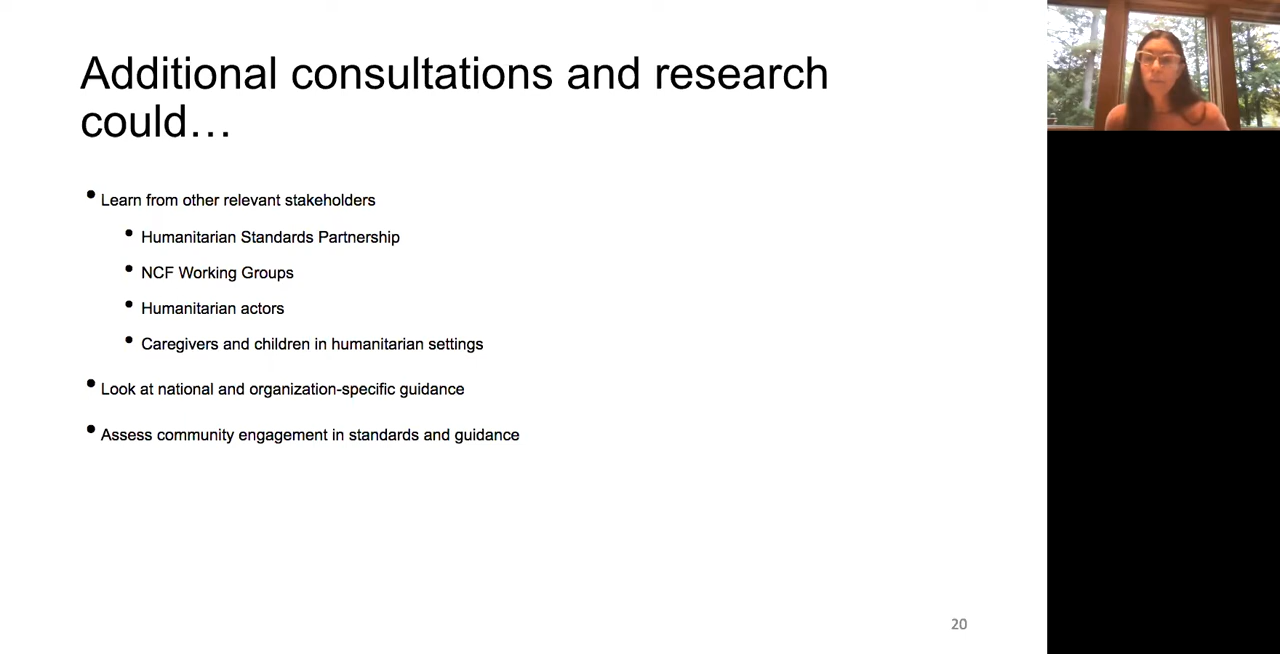 Additional consultations and research
could…
• Learn from other relevant stakeholders
• Humanitarian Standards Partnership
• NCF Working Groups
• Humanitarian actors
• Caregivers and children in humanitarian settings
• Look at national and organization-specific guidance
• Assess community engagement in standards and guidance
20